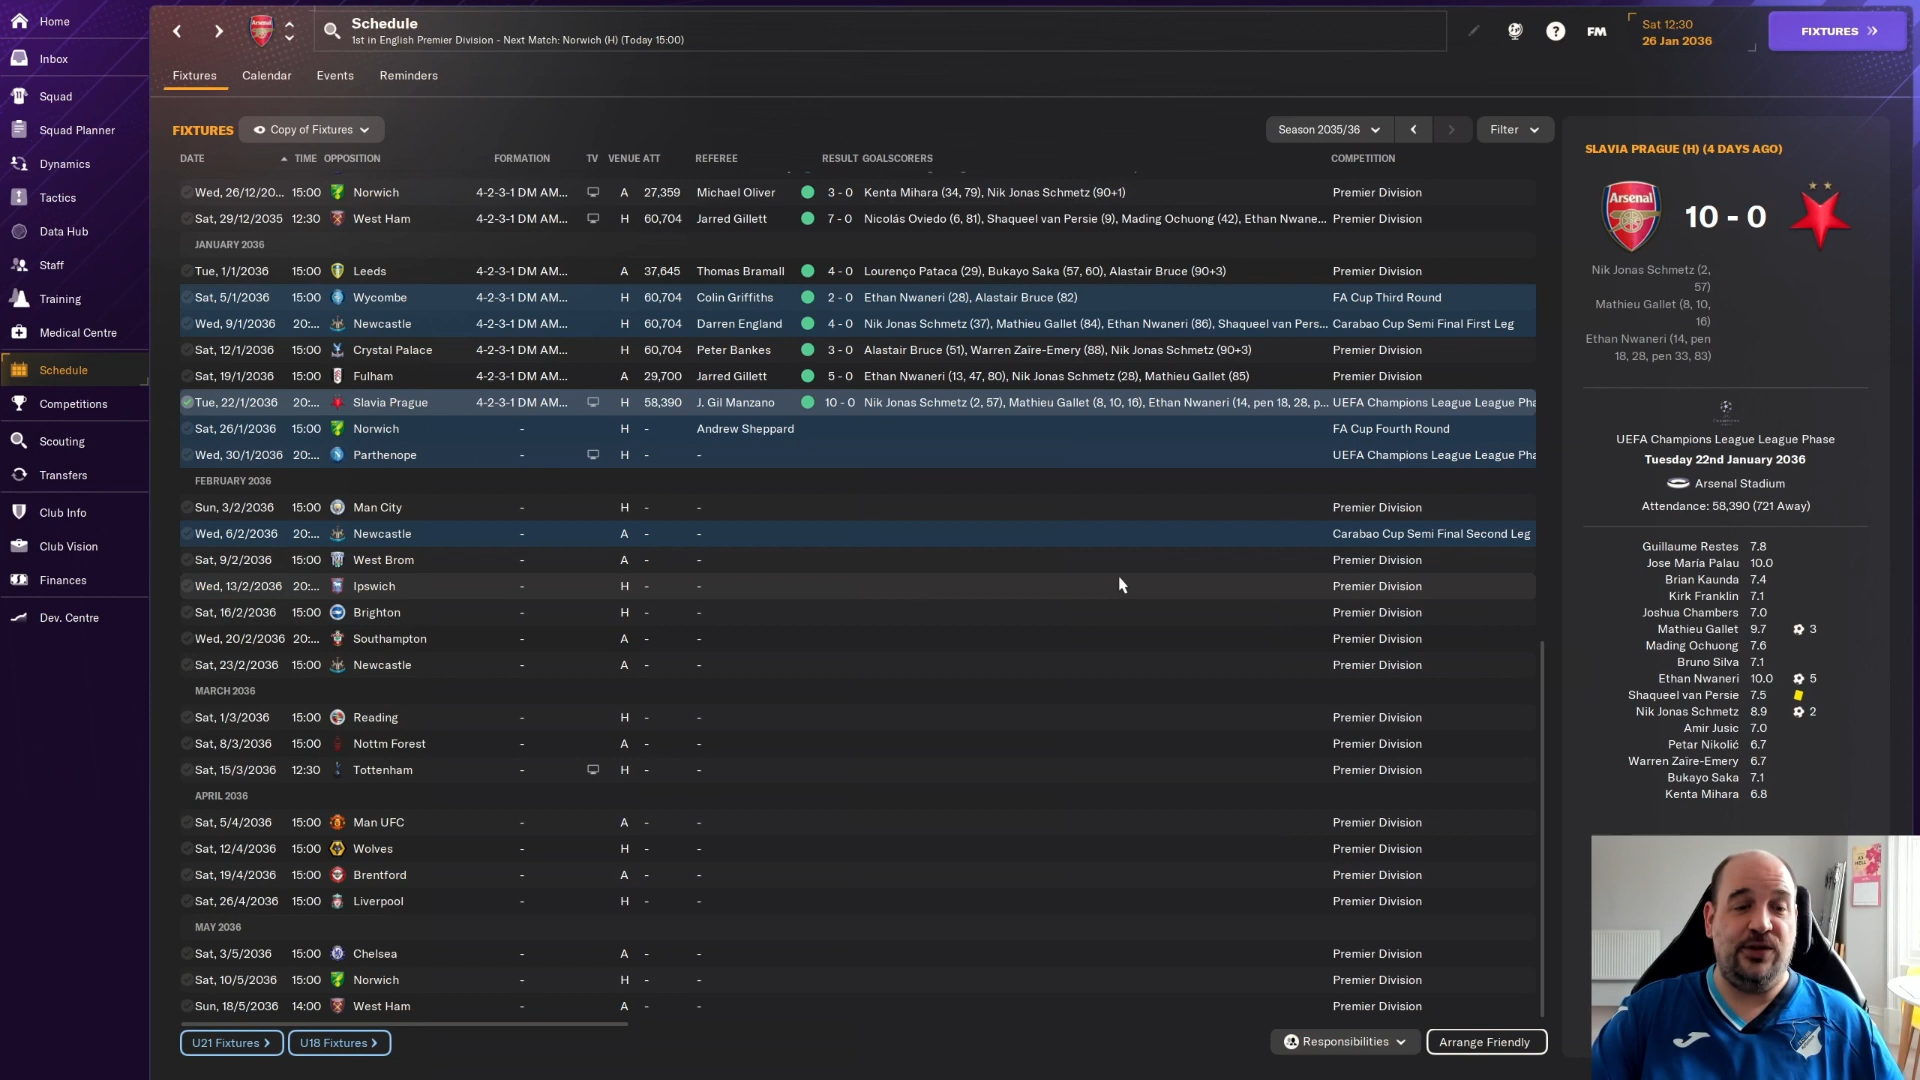 Home
Inbox
Squad
Squad Planner
Dynamics
Tactics
Data Hub
Staff
Training
Medical Centre
Schedule
Competitions
Scouting
Transfers
Club Info
Club Vision
Finances
Dev. Centre
Schedule
1st in English Premier Division - Next Match: Norwich (H) (Today 15:00)
FM
Sat 12:30
26 Jan 2036
FIXTURES
Fixtures Calendar Events Reminders
FIXTURES Copy of Fixtures Season 2035/36 Filter
DATE TIME OPPOSITION FORMATION TV VENUE ATT REFEREE RESULT GOALSCORERS COMPETITION
Wed, 26/12/20... 15:00 Norwich 4-2-3-1 DM AM... A 27,359 Michael Oliver 3 - 0 Kenta Mihara (34, 79), Nik Jonas Schmetz (90+1) Premier Division
Sat, 29/12/2035 12:30 West Ham 4-2-3-1 DM AM... H 60,704 Jarred Gillett 7 - 0 Nicolás Oviedo (6, 81), Shaqueel van Persie (9), Mading Ochuong (42), Ethan Nwane... Premier Division
JANUARY 2036
Tue, 1/1/2036 15:00 Leeds 4-2-3-1 DM AM... A 37,645 Thomas Bramall 4 - 0 Lourenço Pataca (29), Bukayo Saka (57, 60), Alastair Bruce (90+3) Premier Division
Sat, 5/1/2036 15:00 Wycombe 4-2-3-1 DM AM... H 60,704 Colin Griffiths 2 - 0 Ethan Nwaneri (28), Alastair Bruce (82) FA Cup Third Round
Wed, 9/1/2036 20:... Newcastle 4-2-3-1 DM AM... H 60,704 Darren England 4 - 0 Nik Jonas Schmetz (37), Mathieu Gallet (84), Ethan Nwaneri (86), Shaqueel van Pers... Carabao Cup Semi Final First Leg
Sat, 12/1/2036 15:00 Crystal Palace 4-2-3-1 DM AM... H 60,704 Peter Bankes 3 - 0 Alastair Bruce (51), Warren Zaïre-Emery (88), Nik Jonas Schmetz (90+3) Premier Division
Sat, 19/1/2036 15:00 Fulham 4-2-3-1 DM AM... A 29,700 Jarred Gillett 5 - 0 Ethan Nwaneri (13, 47, 80), Nik Jonas Schmetz (28), Mathieu Gallet (85) Premier Division
Tue, 22/1/2036 20:... Slavia Prague 4-2-3-1 DM AM... H 58,390 J. Gil Manzano 10 - 0 Nik Jonas Schmetz (2, 57), Mathieu Gallet (8, 10, 16), Ethan Nwaneri (14, pen 18, 28, p... UEFA Champions League League Pha
Sat, 26/1/2036 15:00 Norwich - H - Andrew Sheppard FA Cup Fourth Round
Wed, 30/1/2036 20:... Parthenope - H - - UEFA Champions League League Pha
FEBRUARY 2036
Sun, 3/2/2036 15:00 Man City - H - - Premier Division
Wed, 6/2/2036 20:... Newcastle - A - - Carabao Cup Semi Final Second Leg
Sat, 9/2/2036 15:00 West Brom - A - - Premier Division
Wed, 13/2/2036 20:... Ipswich - H - - Premier Division
Sat, 16/2/2036 15:00 Brighton - H - - Premier Division
Wed, 20/2/2036 20:... Southampton - A - - Premier Division
Sat, 23/2/2036 15:00 Newcastle - A - - Premier Division
MARCH 2036
Sat, 1/3/2036 15:00 Reading - H - - Premier Division
Sat, 8/3/2036 15:00 Nottm Forest - A - - Premier Division
Sat, 15/3/2036 12:30 Tottenham - H - - Premier Division
APRIL 2036
Sat, 5/4/2036 15:00 Man UFC - A - - Premier Division
Sat, 12/4/2036 15:00 Wolves - H - - Premier Division
Sat, 19/4/2036 15:00 Brentford - A - - Premier Division
Sat, 26/4/2036 15:00 Liverpool - H - - Premier Division
MAY 2036
Sat, 3/5/2036 15:00 Chelsea - A - - Premier Division
Sat, 10/5/2036 15:00 Norwich - H - - Premier Division
Sun, 18/5/2036 14:00 West Ham - A - - Premier Division
U21 Fixtures U18 Fixtures Responsibilities Arrange Friendly
SLAVIA PRAGUE (H) (4 DAYS AGO)
Arsenal
10 - 0
Nik Jonas Schmetz (2,
57)
Mathieu Gallet (8, 10,
16)
Ethan Nwaneri (14, pen
18, 28, pen 33, 83)
UEFA Champions League League Phase
Tuesday 22nd January 2036
Arsenal Stadium
Attendance: 58,390 (721 Away)
Guillaume Restes 7.8
Jose María Palau 10.0
Brian Kaunda 7.4
Kirk Franklin 7.1
Joshua Chambers 7.0
Mathieu Gallet 9.7 3
Mading Ochuong 7.6
Bruno Silva 7.1
Ethan Nwaneri 10.0 5
Shaqueel van Persie 7.5
Nik Jonas Schmetz 8.9 2
Amir Jusic 7.0
Petar Nikolić 6.7
Warren Zaïre-Emery 6.7
Bukayo Saka 7.1
Kenta Mihara 6.8